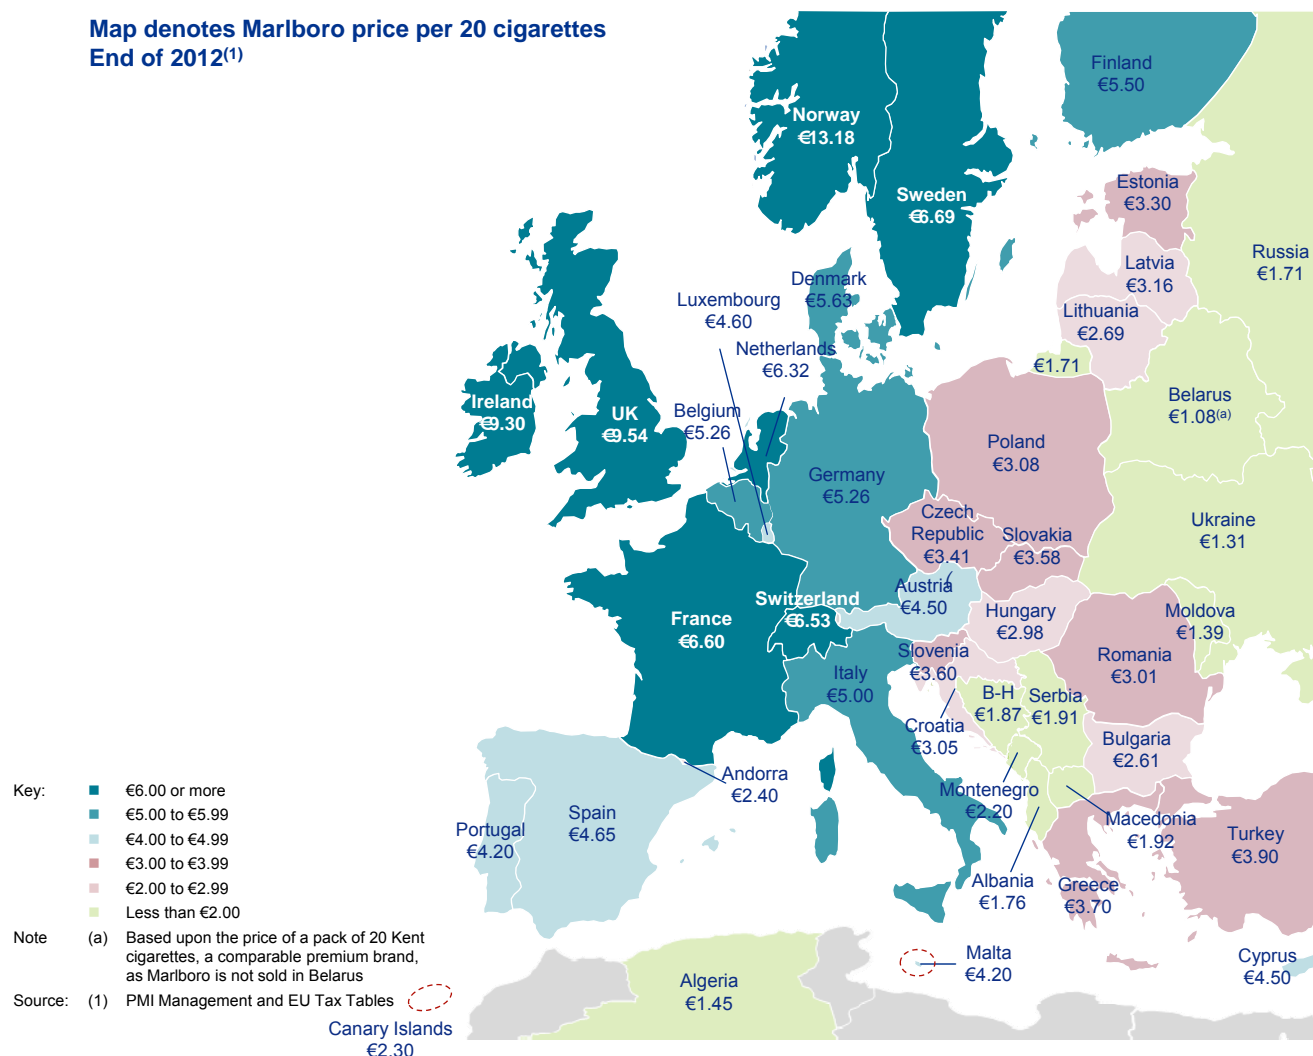 Map denotes Marlboro price per 20 cigarettes
End of 2012(1)
Finland
€5.50
Norway
€13.18
Sweden
€6.69
Estonia
€3.30
Russia
€1.71
Latvia
€3.16
Denmark
€5.63
Luxembourg
€4.60
Lithuania
€2.69
Netherlands
€6.32
€1.71
Belarus
€1.08(a)
Ireland
€9.30
UK
€9.54
Belgium
€5.26
Poland
€3.08
Germany
€5.26
Czech
Republic
€3.41
Slovakia
€3.58
Ukraine
€1.31
Austria
€4.50
Switzerland
€6.53
France
€6.60
Hungary
€2.98
Moldova
€1.39
Slovenia
€3.60
Romania
€3.01
Italy
€5.00
B-H
€1.87
Serbia
€1.91
Croatia
€3.05
Bulgaria
€2.61
Andorra
€2.40
Montenegro
€2.20
Spain
€4.65
Portugal
€4.20
Macedonia
€1.92
Turkey
€3.90
Albania
€1.76
Greece
€3.70
Malta
€4.20
Cyprus
€4.50
Algeria
€1.45
Key:
€6.00 or more
€5.00 to €5.99
€4.00 to €4.99
€3.00 to €3.99
€2.00 to €2.99
Less than €2.00
Note (a) Based upon the price of a pack of 20 Kent
cigarettes, a comparable premium brand,
as Marlboro is not sold in Belarus
Source: (1) PMI Management and EU Tax Tables
Canary Islands
€2.30